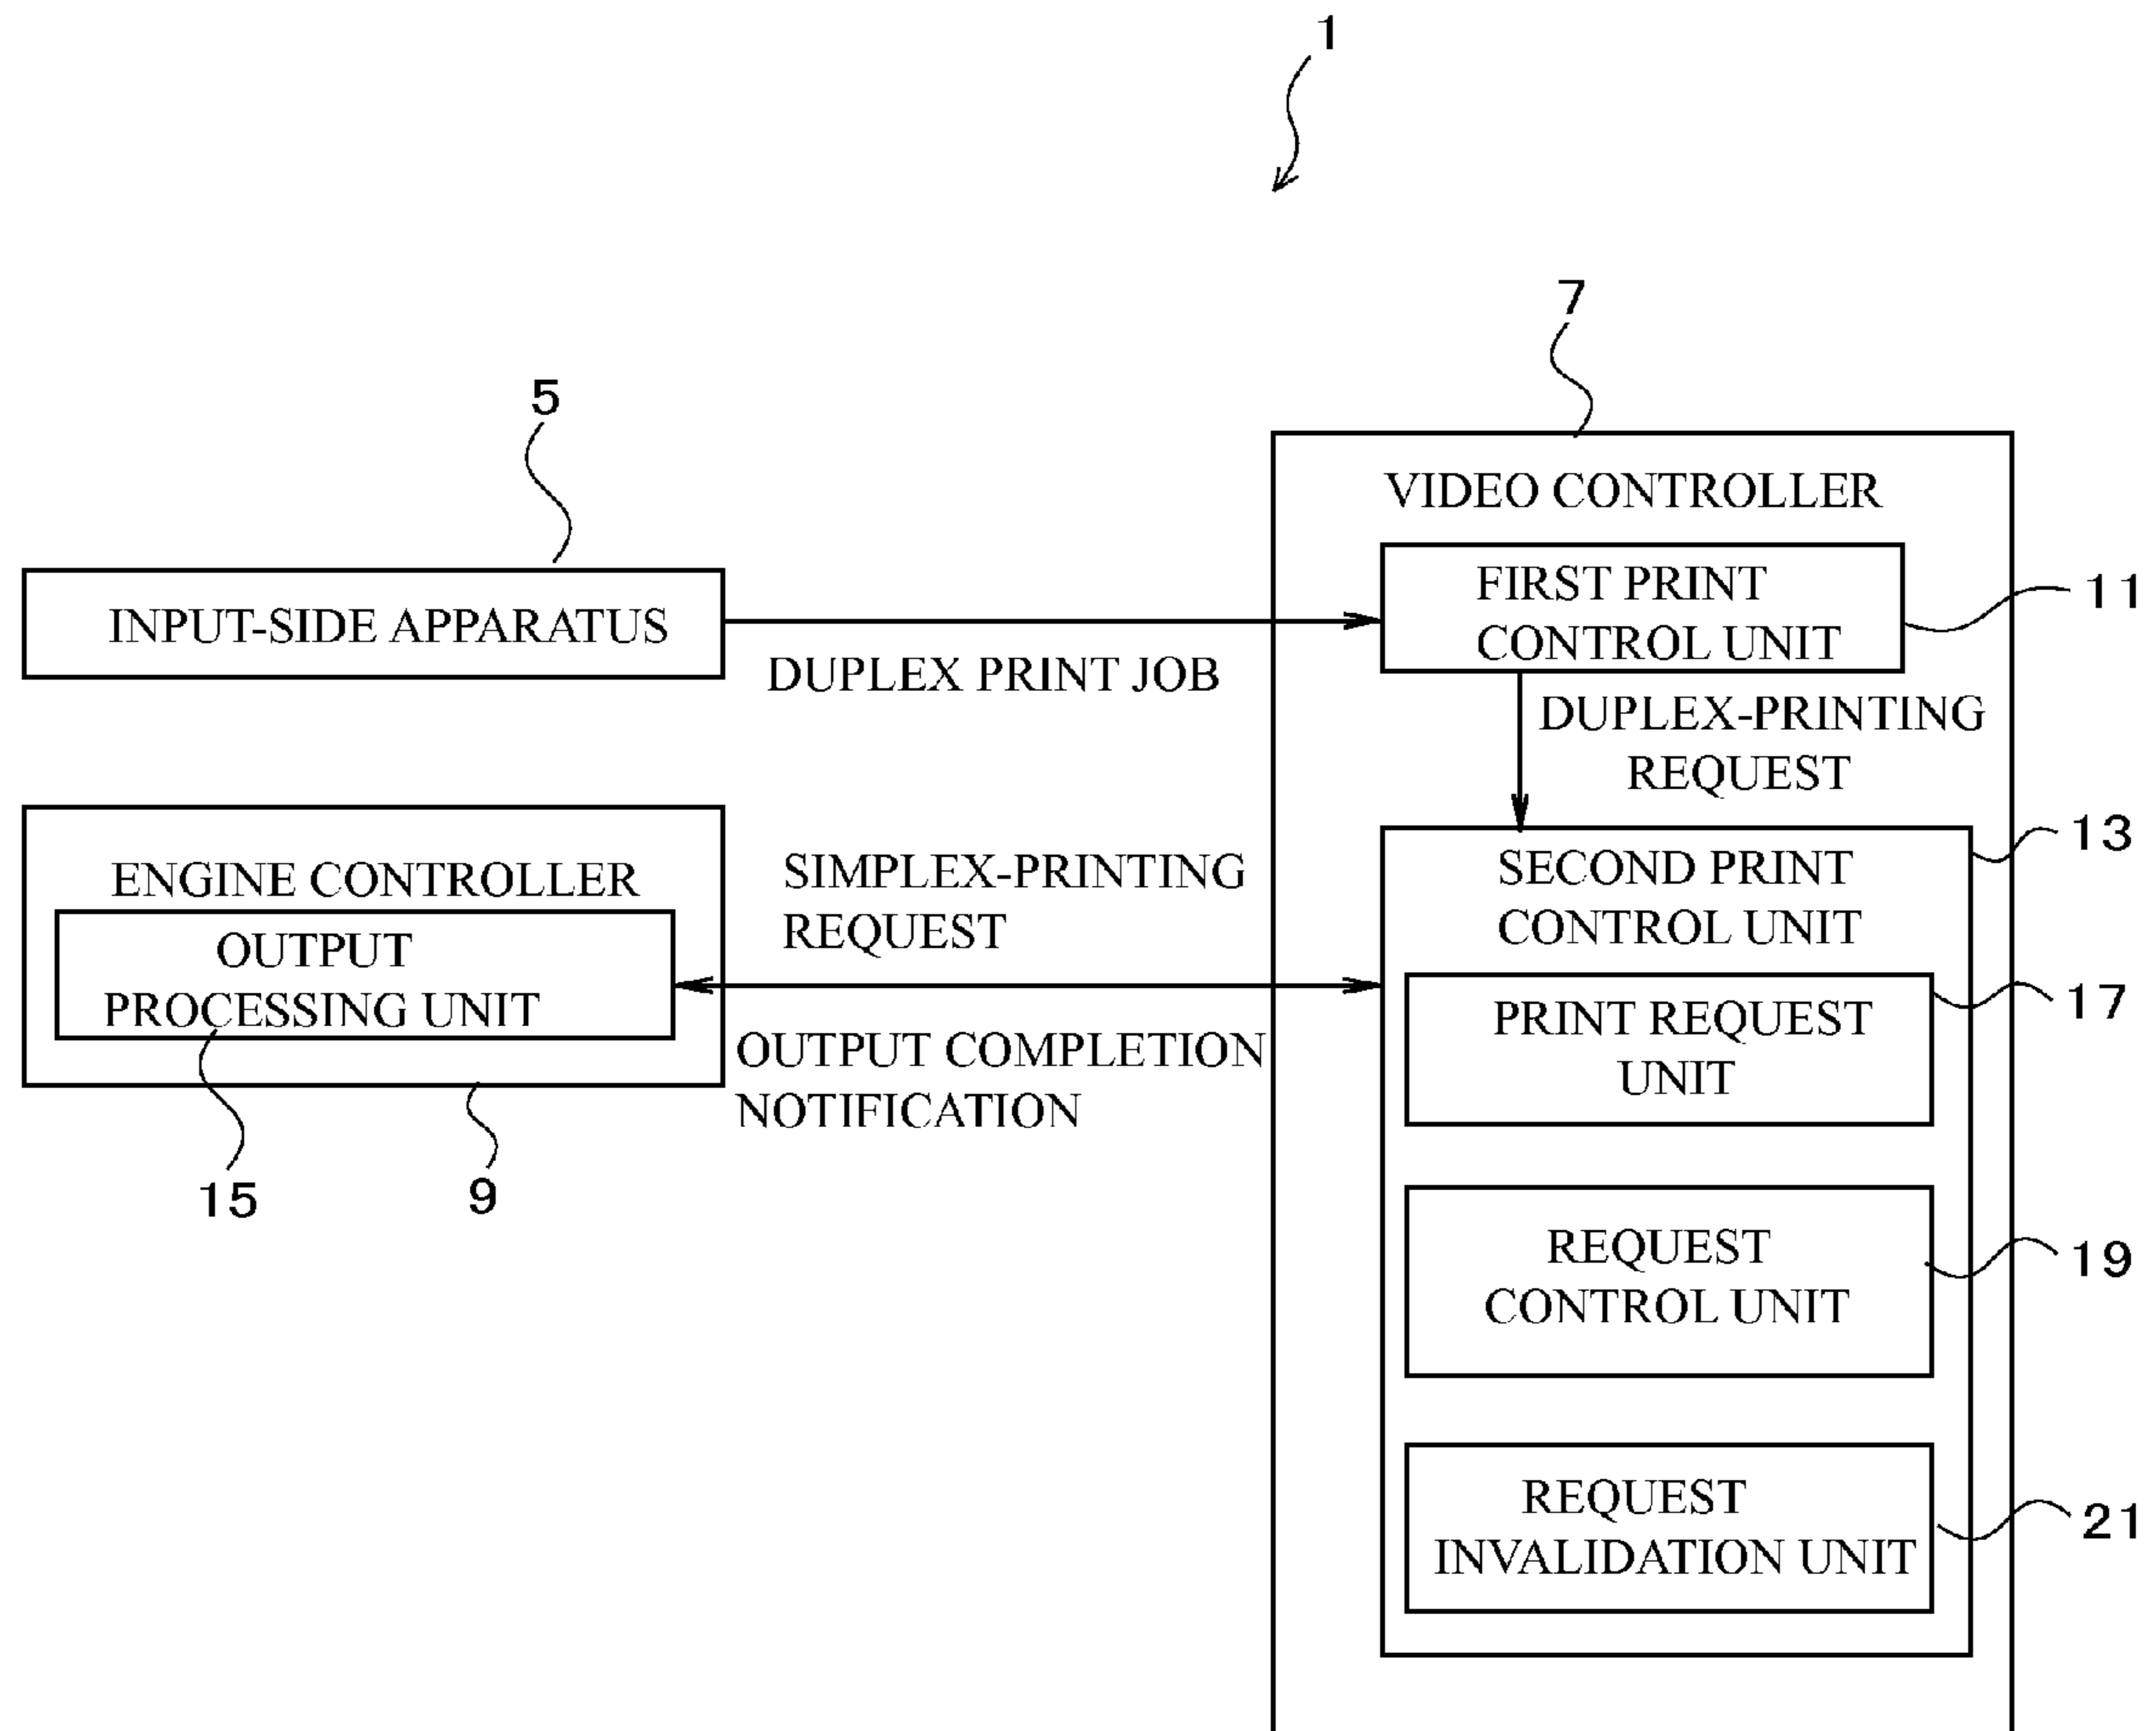 1
7
5
VIDEO CONTROLLER
FIRST PRINT
CONTROL UNIT
11
INPUT-SIDE APPARATUS
DUPLEX PRINT JOB
DUPLEX-PRINTING
REQUEST
13
ENGINE CONTROLLER
OUTPUT
PROCESSING UNIT
SIMPLEX-PRINTING
REQUEST
OUTPUT COMPLETION
NOTIFICATION
15
9
SECOND PRINT
CONTROL UNIT
PRINT REQUEST
UNIT
17
REQUEST
CONTROL UNIT
19
REQUEST
INVALIDATION UNIT
21